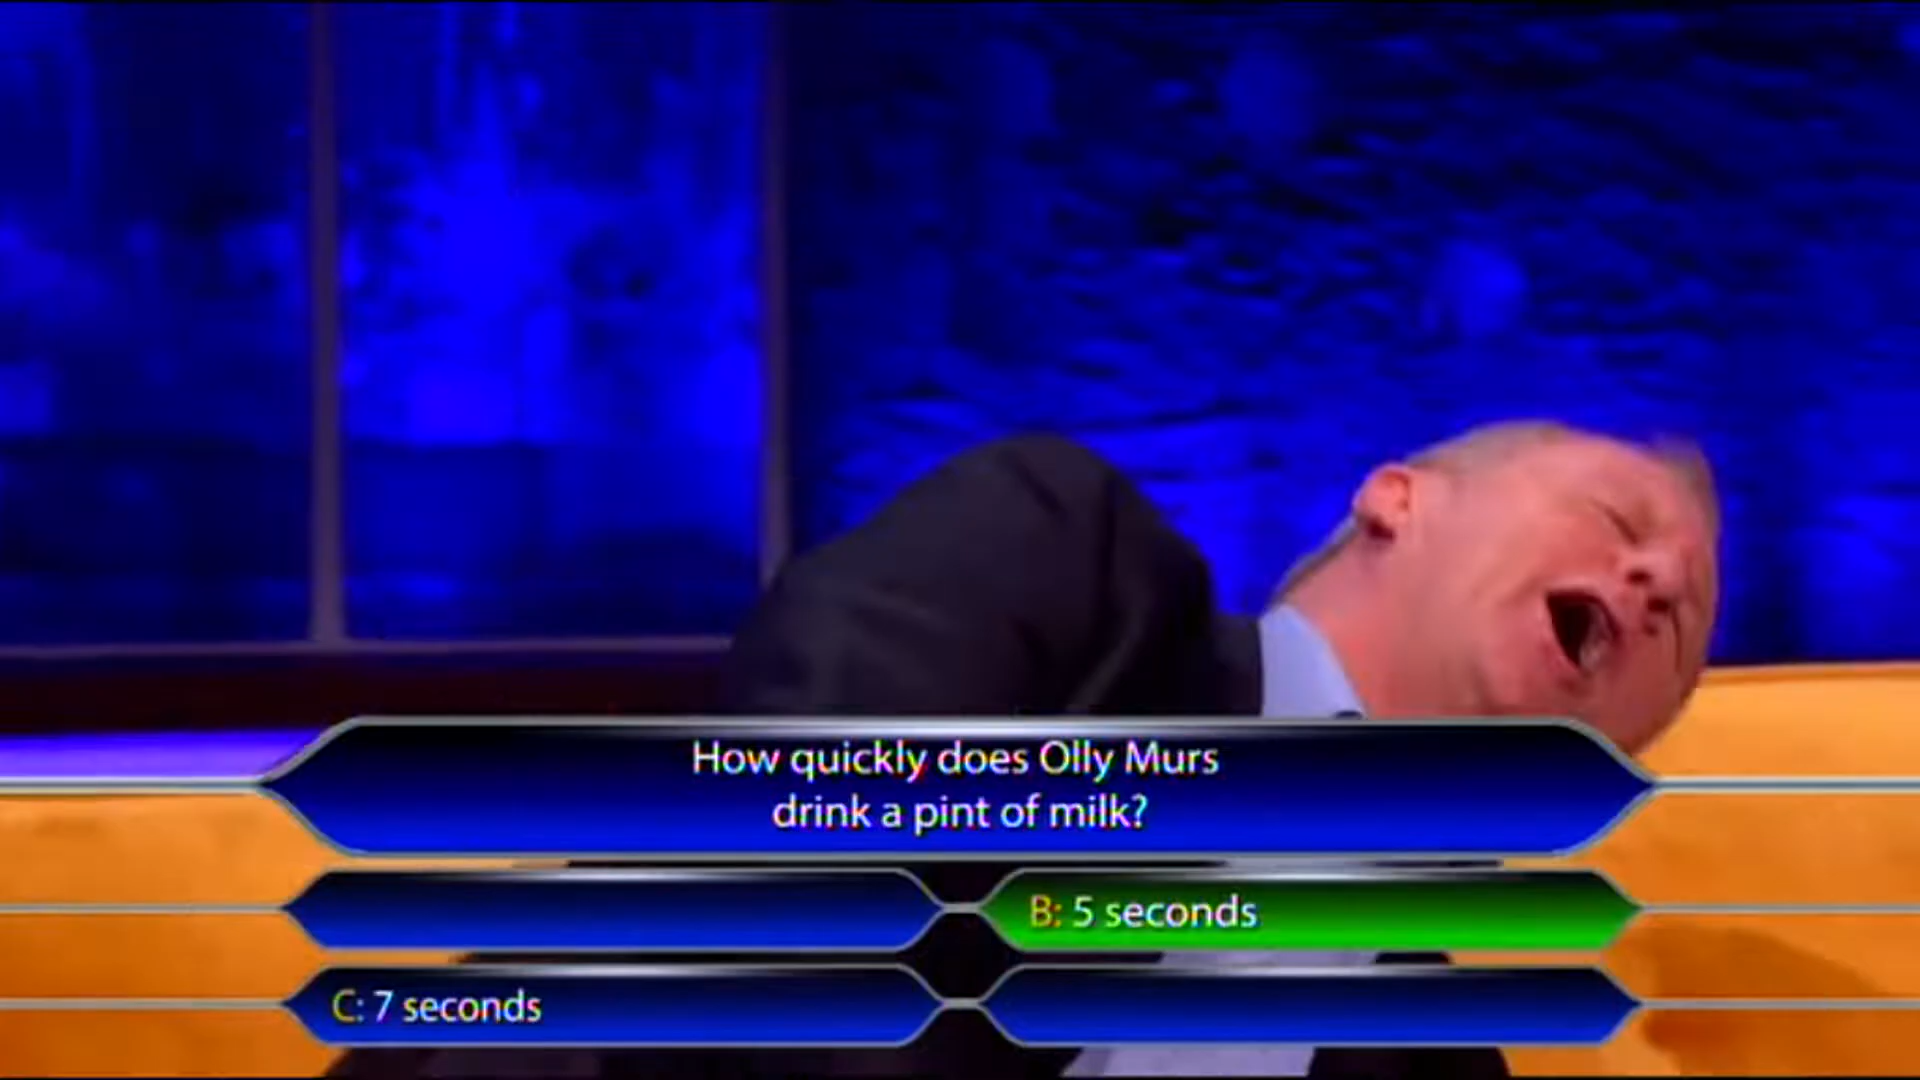 How quickly does Olly Murs
drink a pint of milk?
B: 5 seconds
C: 7 seconds